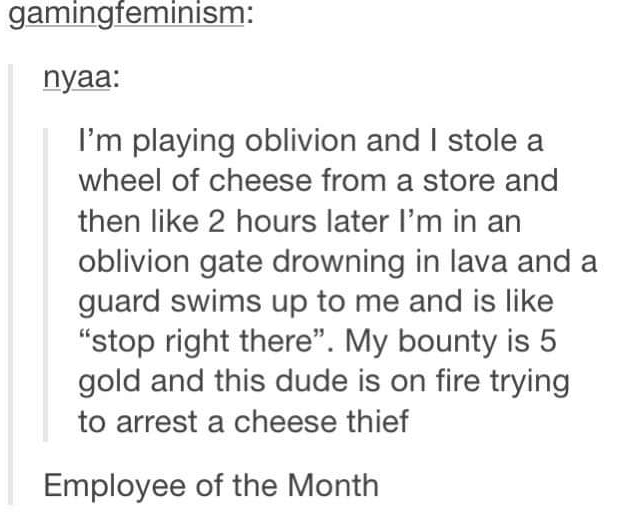 gamingfeminism:
nyaa:
I'm playing oblivion and I stole a
wheel of cheese from a store and
then like 2 hours later I'm in an
oblivion gate drowning in lava and a
guard swims up to me and is like
“stop right there”. My bounty is 5
gold and this dude is on fire trying
to arrest a cheese thief
Employee of the Month